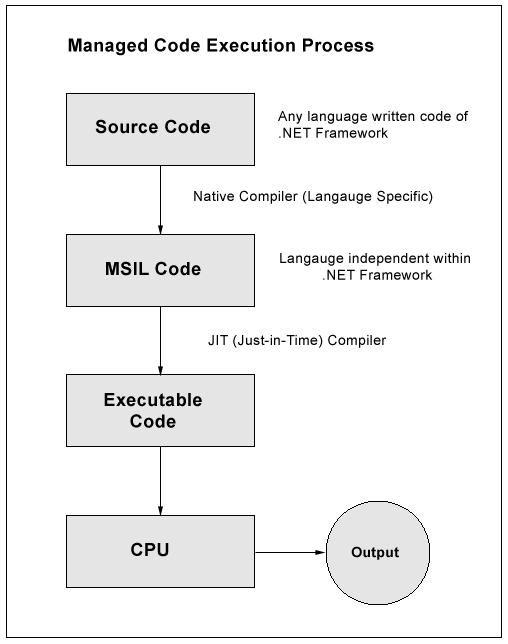 Managed Code Execution Process
Source Code
Any language written code of
.NET Framework
Native Compiler (Langauge Specific)
MSIL Code
Langauge independent within
.NET Framework
JIT (Just-in-Time) Compiler
Executable
Code
CPU
Output